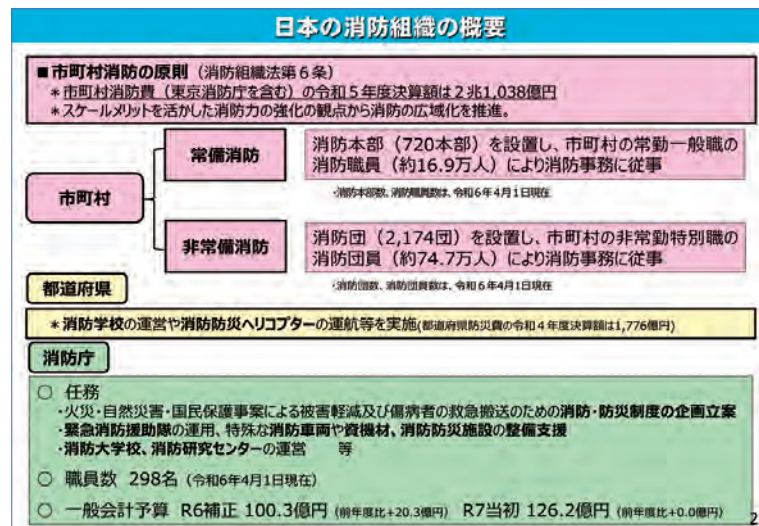 日本の消防組織の概要
■市町村消防の原則（消防組織法第６条）
＊市町村消防費（東京消防庁を含む）の令和５年度決算額は２兆1,038億円
＊スケールメリットを活かした消防力の強化の観点から消防の広域化を推進。
市町村
常備消防
消防本部（720本部）を設置し、市町村の常勤一般職の
消防職員（約16.9万人）により消防事務に従事
・消防本部数、消防職員数は、令和６年４月１日現在
非常備消防
消防団（2,174団）を設置し、市町村の非常勤特別職の
消防団員（約74.7万人）により消防事務に従事
・消防団数、消防団員数は、令和６年４月１日現在
都道府県
＊消防学校の運営や消防防災ヘリコプターの運航等を実施(都道府県防災費の令和４年度決算額は1,776億円)
消防庁
○ 任務
・火災・自然災害・国民保護事案による被害軽減及び傷病者の救急搬送のための消防・防災制度の企画立案
・緊急消防援助隊の運用、特殊な消防車両や資機材、消防防災施設の整備支援
・消防大学校、消防研究センターの運営　等
○ 職員数 298名（令和6年4月1日現在）
○ 一般会計予算 R6補正 100.3億円（前年度比+20.3億円） R7当初 126.2億円（前年度比+0.0億円）
2